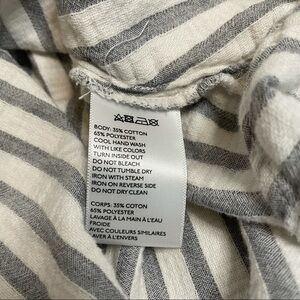 BODY: 35% COTTON
65% POLYESTER
COOL HAND WASH
WITH LIKE COLORS
TURN INSIDE OUT
DO NOT BLEACH
DO NOT TUMBLE DRY
IRON WITH STEAM
IRON ON REVERSE SIDE
DO NOT DRY CLEAN
CORPS: 35% COTON
65% POLYESTER
LAVAGE À LA MAIN À L'EAU
FROIDE
AVEC COULEURS SIMILAIRES
LAVER À L'ENVERS